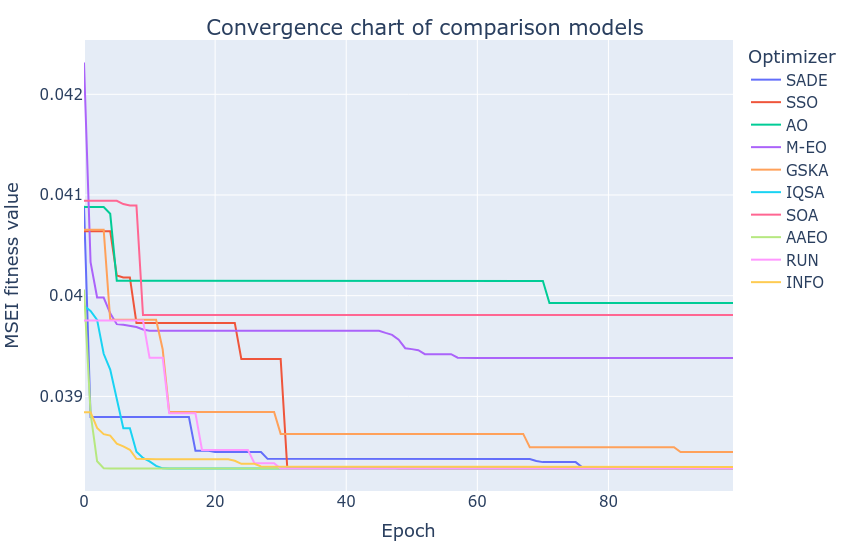 Convergence chart of comparison models
MSEI fitness value
0.042
0.041
0.04
0.039
0
20
40
60
80
Epoch
Optimizer
SADE
SSO
AO
M-EO
GSKA
IQSA
SOA
AAEO
RUN
INFO